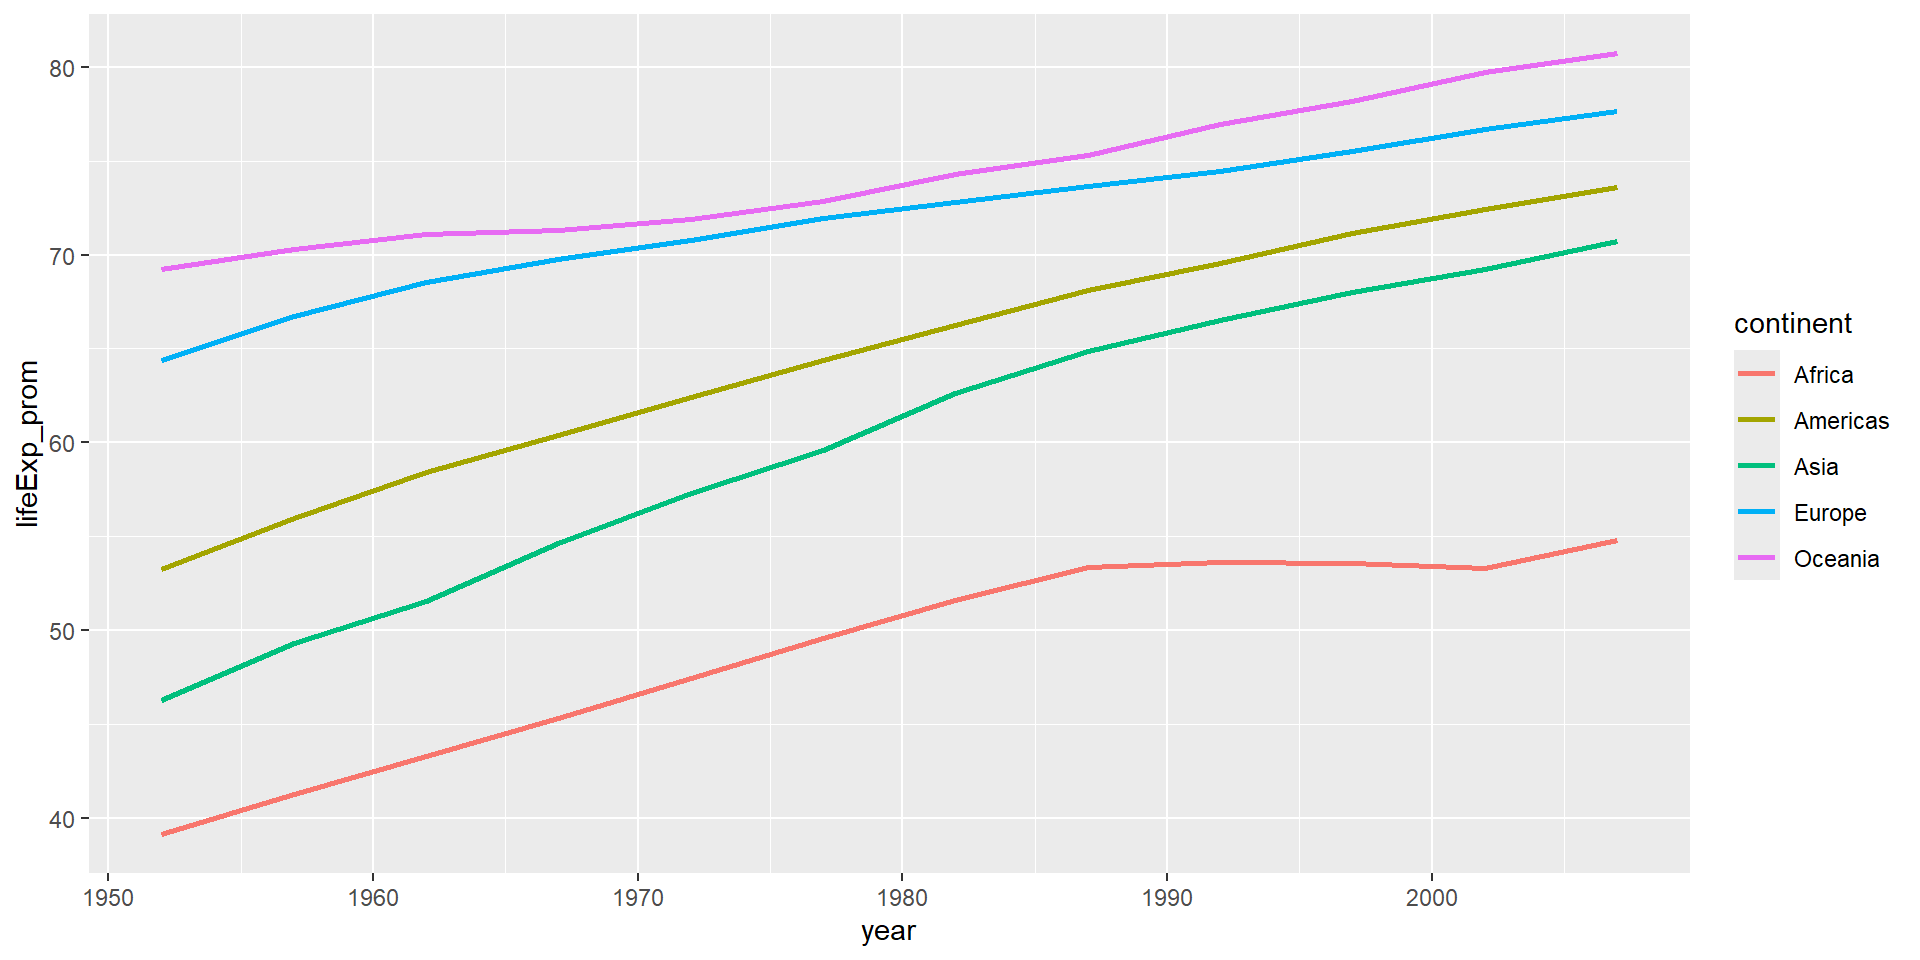 80
70
60
50
40
lifeExp_prom
1950 1960 1970 1980 1990 2000
year
continent
Africa
Americas
Asia
Europe
Oceania